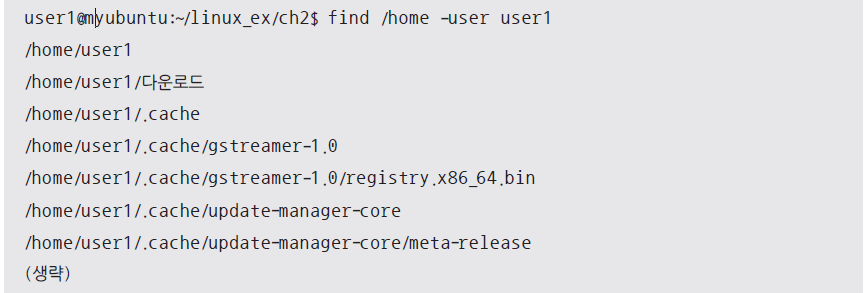 user1@myubuntu:~/linux_ex/ch2$ find /home -user user1
/home/user1
/home/user1/다운로드
/home/user1/.cache
/home/user1/.cache/gstreamer-1.0
/home/user1/.cache/gstreamer-1.0/registry.x86_64.bin
/home/user1/.cache/update-manager-core
/home/user1/.cache/update-manager-core/meta-release
(생략)